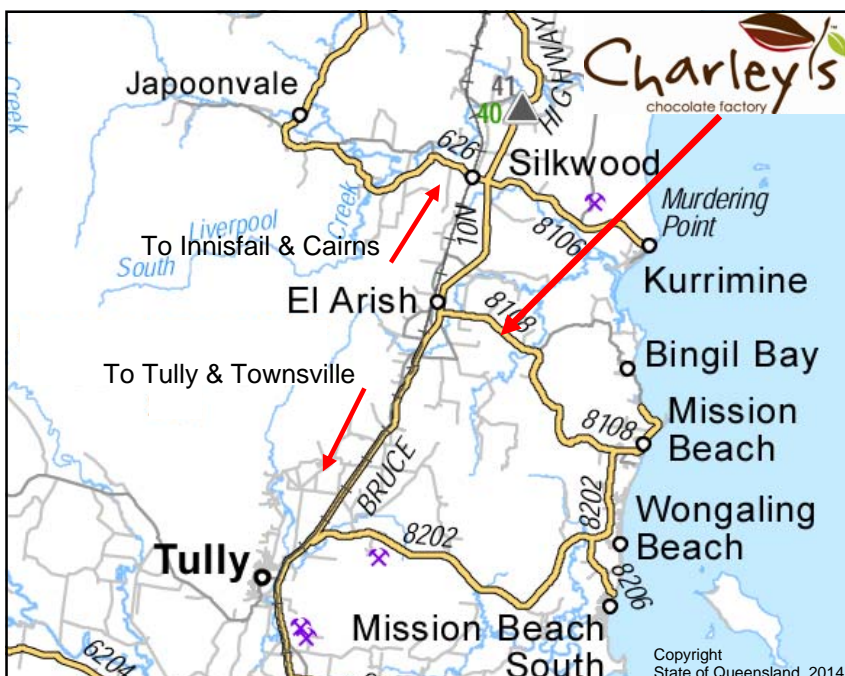 Charley's
chocolate factory
HIGHWAY
41
40
Japoonvale
Creek
626
Silkwood
Murdering
Point
Liverpool
Creek
South
To Innisfail & Cairns
10N
8106
Kurrimine
El Arish
8108
Bingil Bay
To Tully & Townsville
8108
Mission
Beach
BRUCE
8202
8202
Wongaling
Beach
Tully
8206
Mission Beach
South
6204
Copyright
State of Queensland, 2014